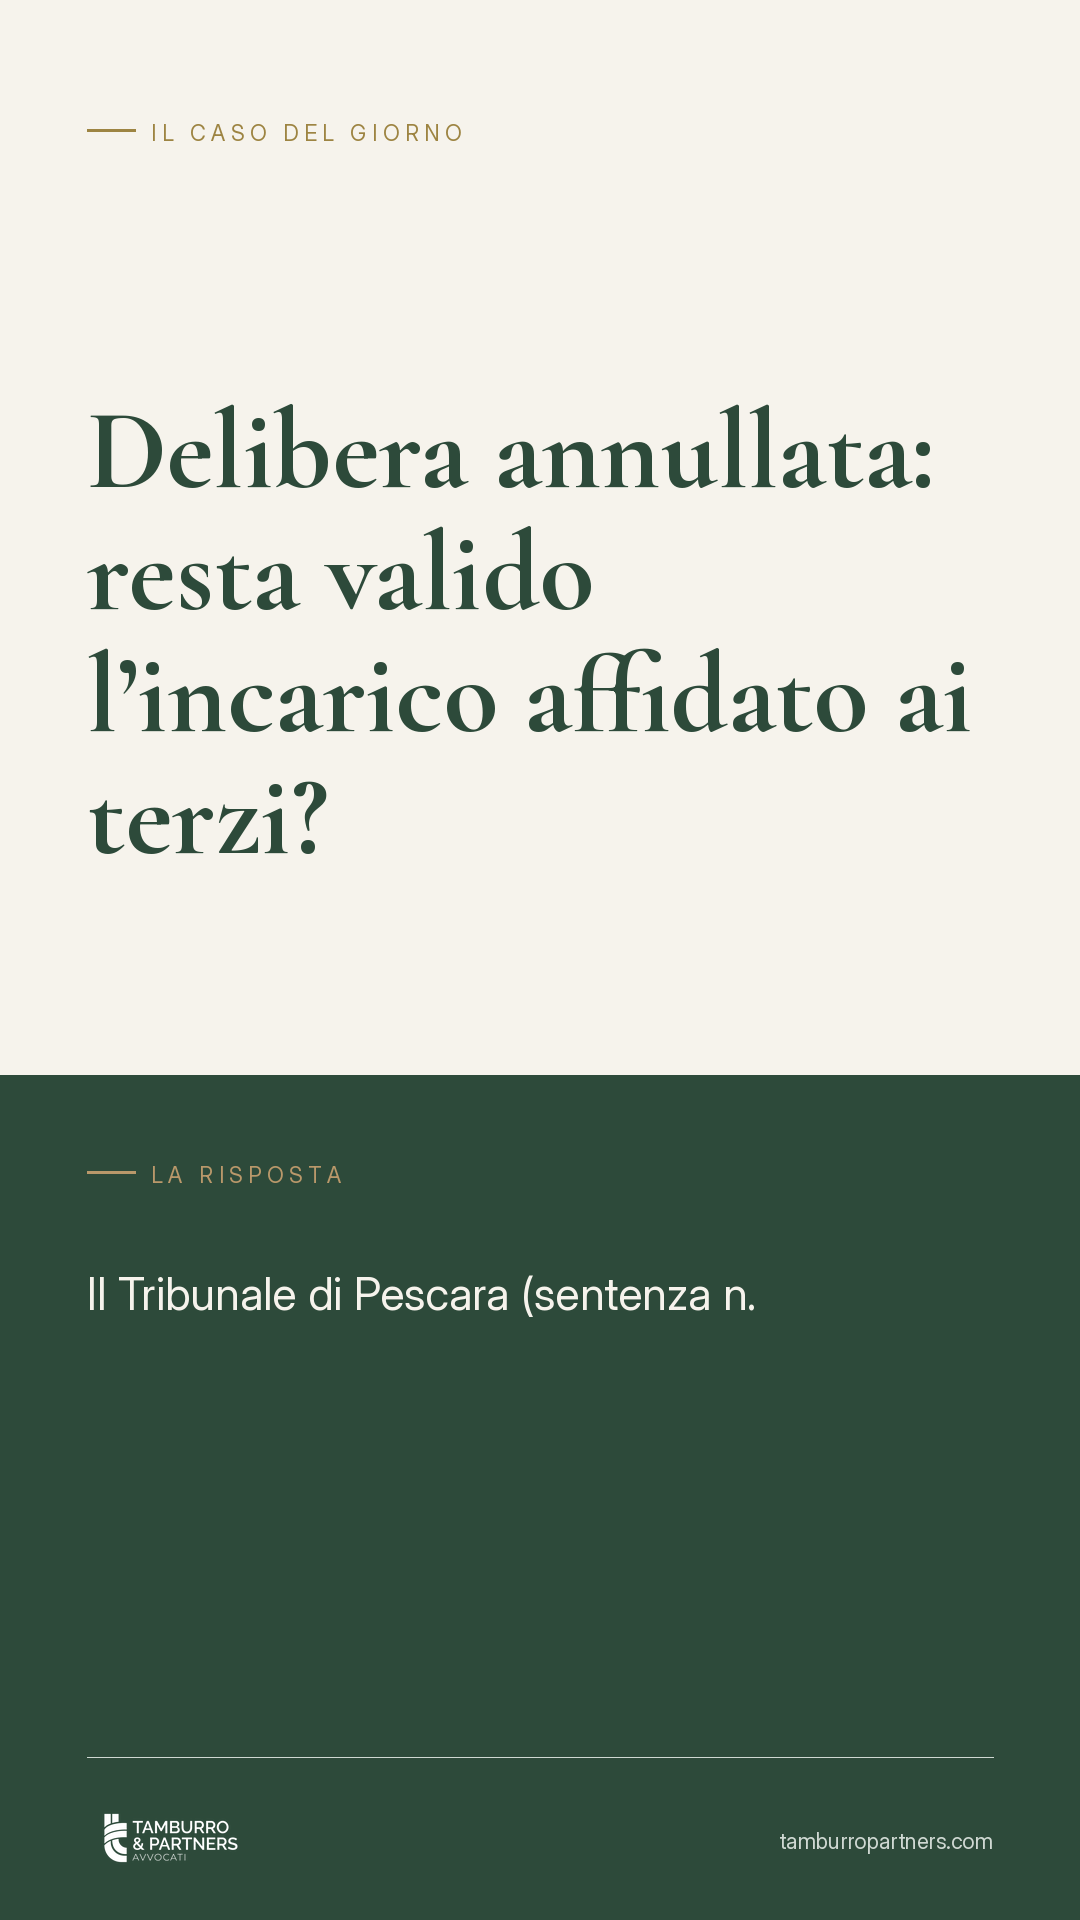 IL CASO DEL GIORNO
Delibera annullata:
resta valido
l’incarico affidato ai
terzi?
LA RISPOSTA
Il Tribunale di Pescara (sentenza n.
TAMBURRO
& PARTNERS
AVVOCATI
tamburropartners.com